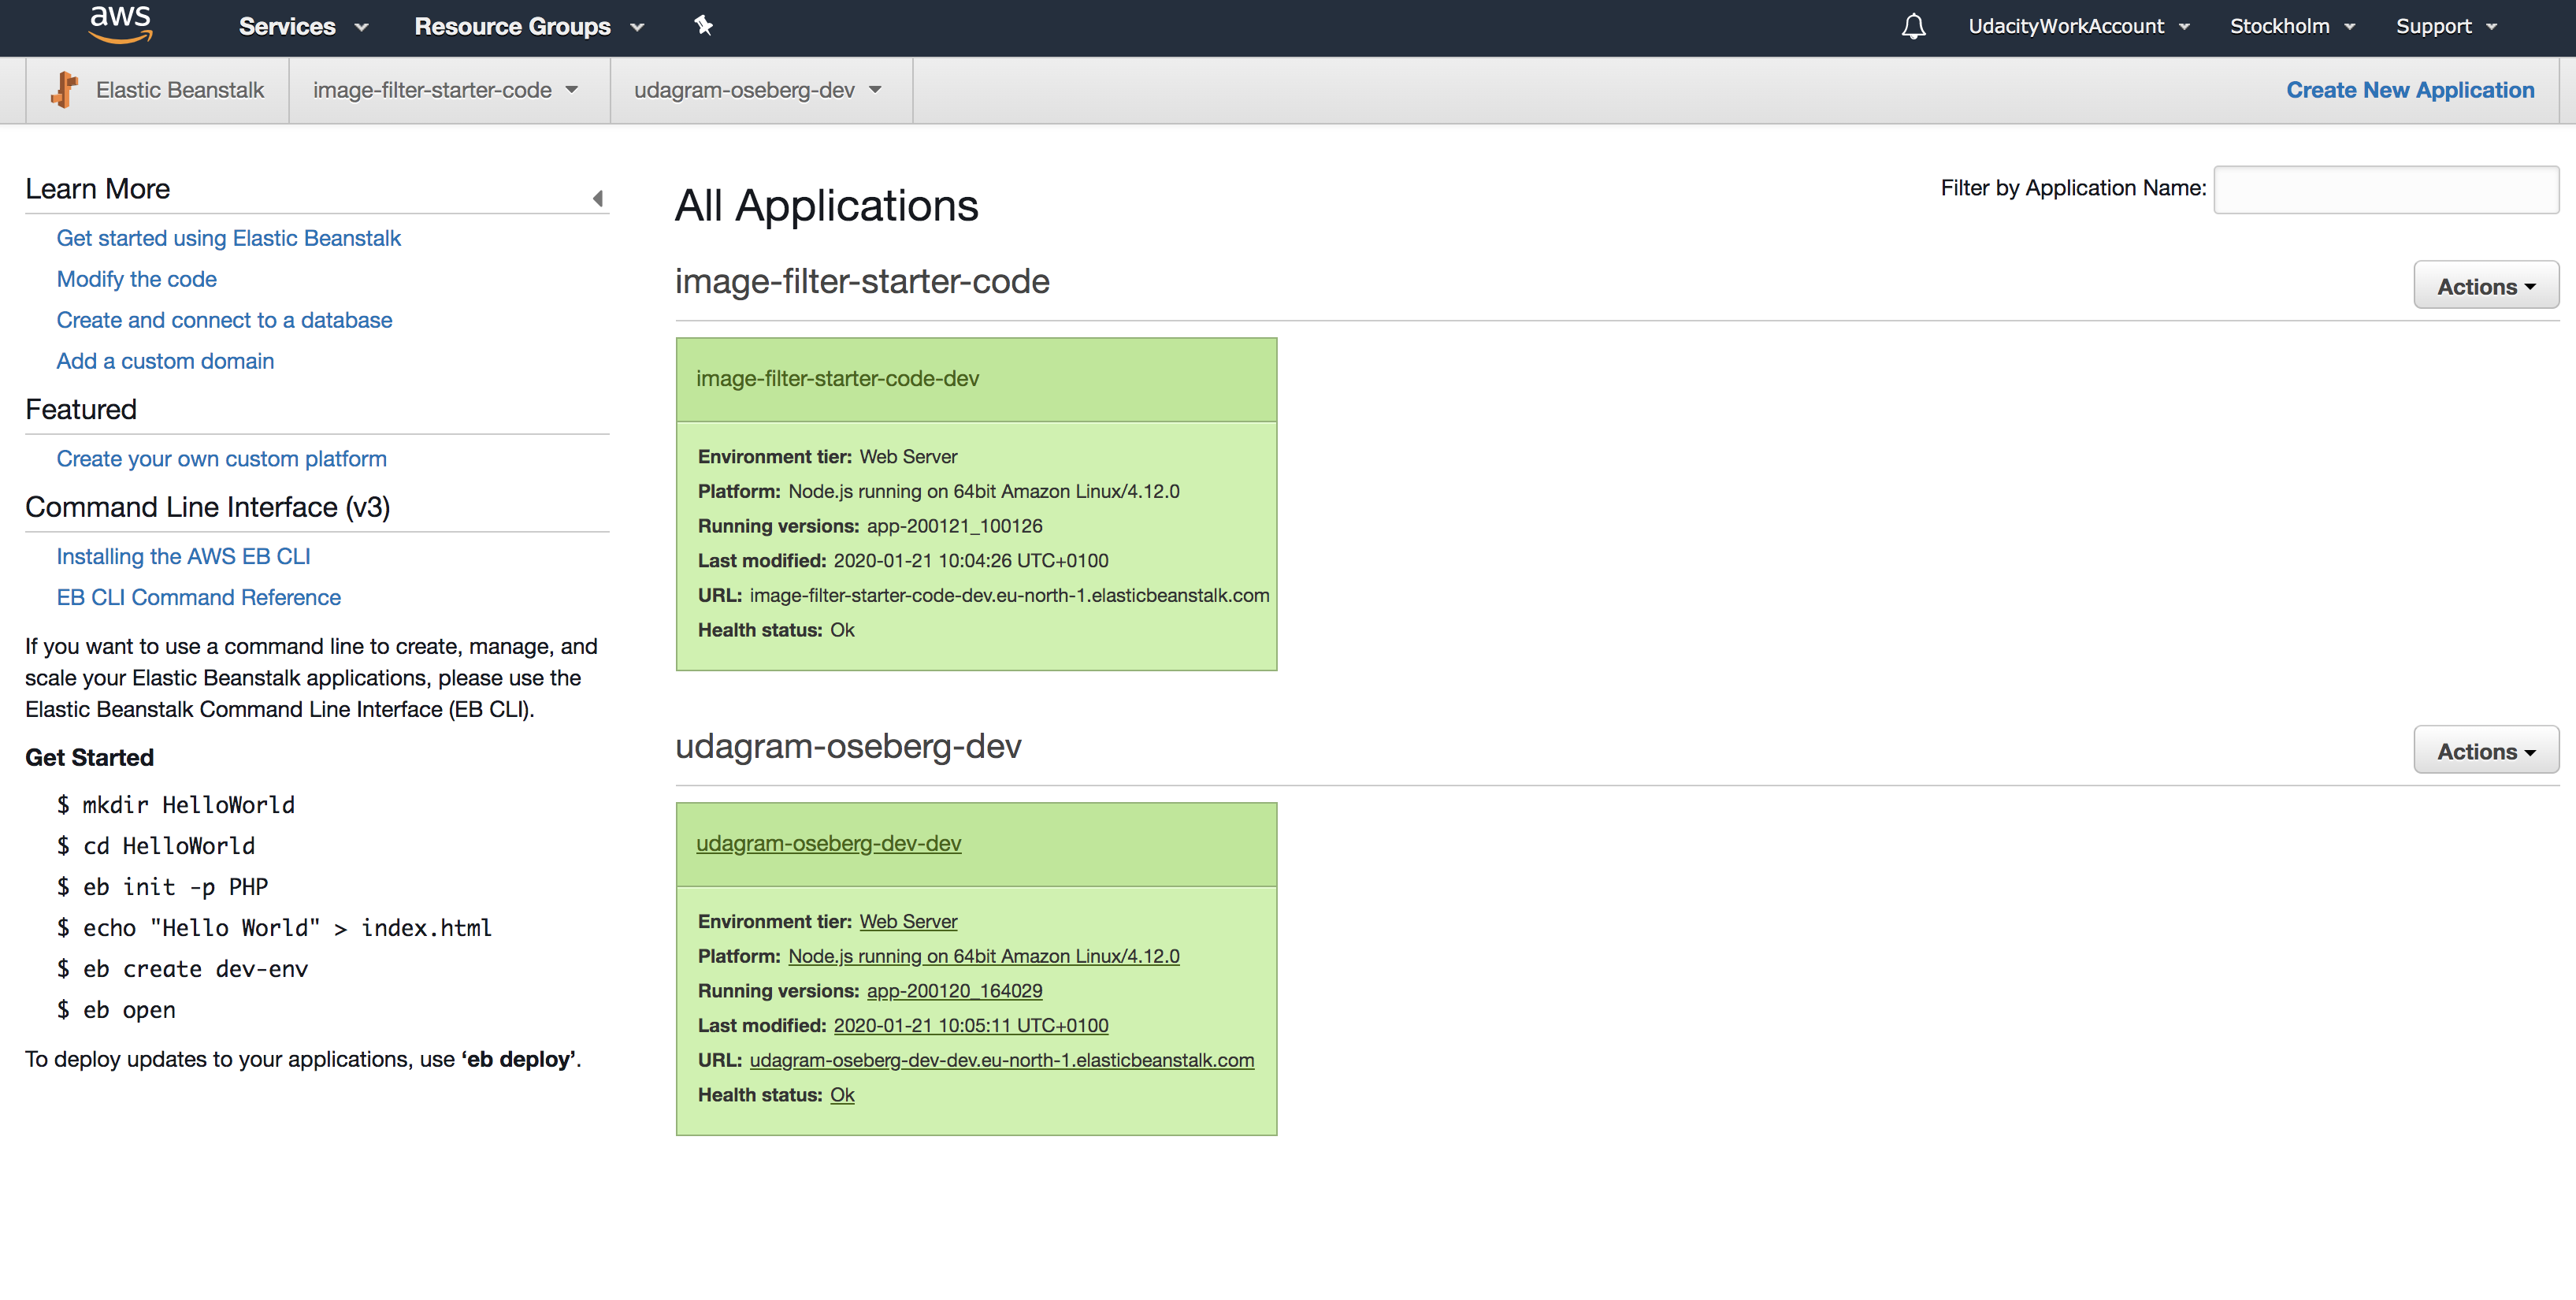 aws
Services
Resource Groups
UdacityWorkAccount
Stockholm
Support
Elastic Beanstalk
image-filter-starter-code
udagram-oseberg-dev
Create New Application
Learn More
Get started using Elastic Beanstalk
Modify the code
Create and connect to a database
Add a custom domain
Featured
Create your own custom platform
Command Line Interface (v3)
Installing the AWS EB CLI
EB CLI Command Reference
If you want to use a command line to create, manage, and
scale your Elastic Beanstalk applications, please use the
Elastic Beanstalk Command Line Interface (EB CLI).
Get Started
$ mkdir HelloWorld
$ cd HelloWorld
$ eb init -p PHP
$ echo "Hello World" > index.html
$ eb create dev-env
$ eb open
To deploy updates to your applications, use ‘eb deploy’.
All Applications
Filter by Application Name:
image-filter-starter-code
Actions
image-filter-starter-code-dev
Environment tier: Web Server
Platform: Node.js running on 64bit Amazon Linux/4.12.0
Running versions: app-200121_100126
Last modified: 2020-01-21 10:04:26 UTC+0100
URL: image-filter-starter-code-dev.eu-north-1.elasticbeanstalk.com
Health status: Ok
udagram-oseberg-dev
Actions
udagram-oseberg-dev-dev
Environment tier: Web Server
Platform: Node.js running on 64bit Amazon Linux/4.12.0
Running versions: app-200120_164029
Last modified: 2020-01-21 10:05:11 UTC+0100
URL: udagram-oseberg-dev-dev.eu-north-1.elasticbeanstalk.com
Health status: Ok